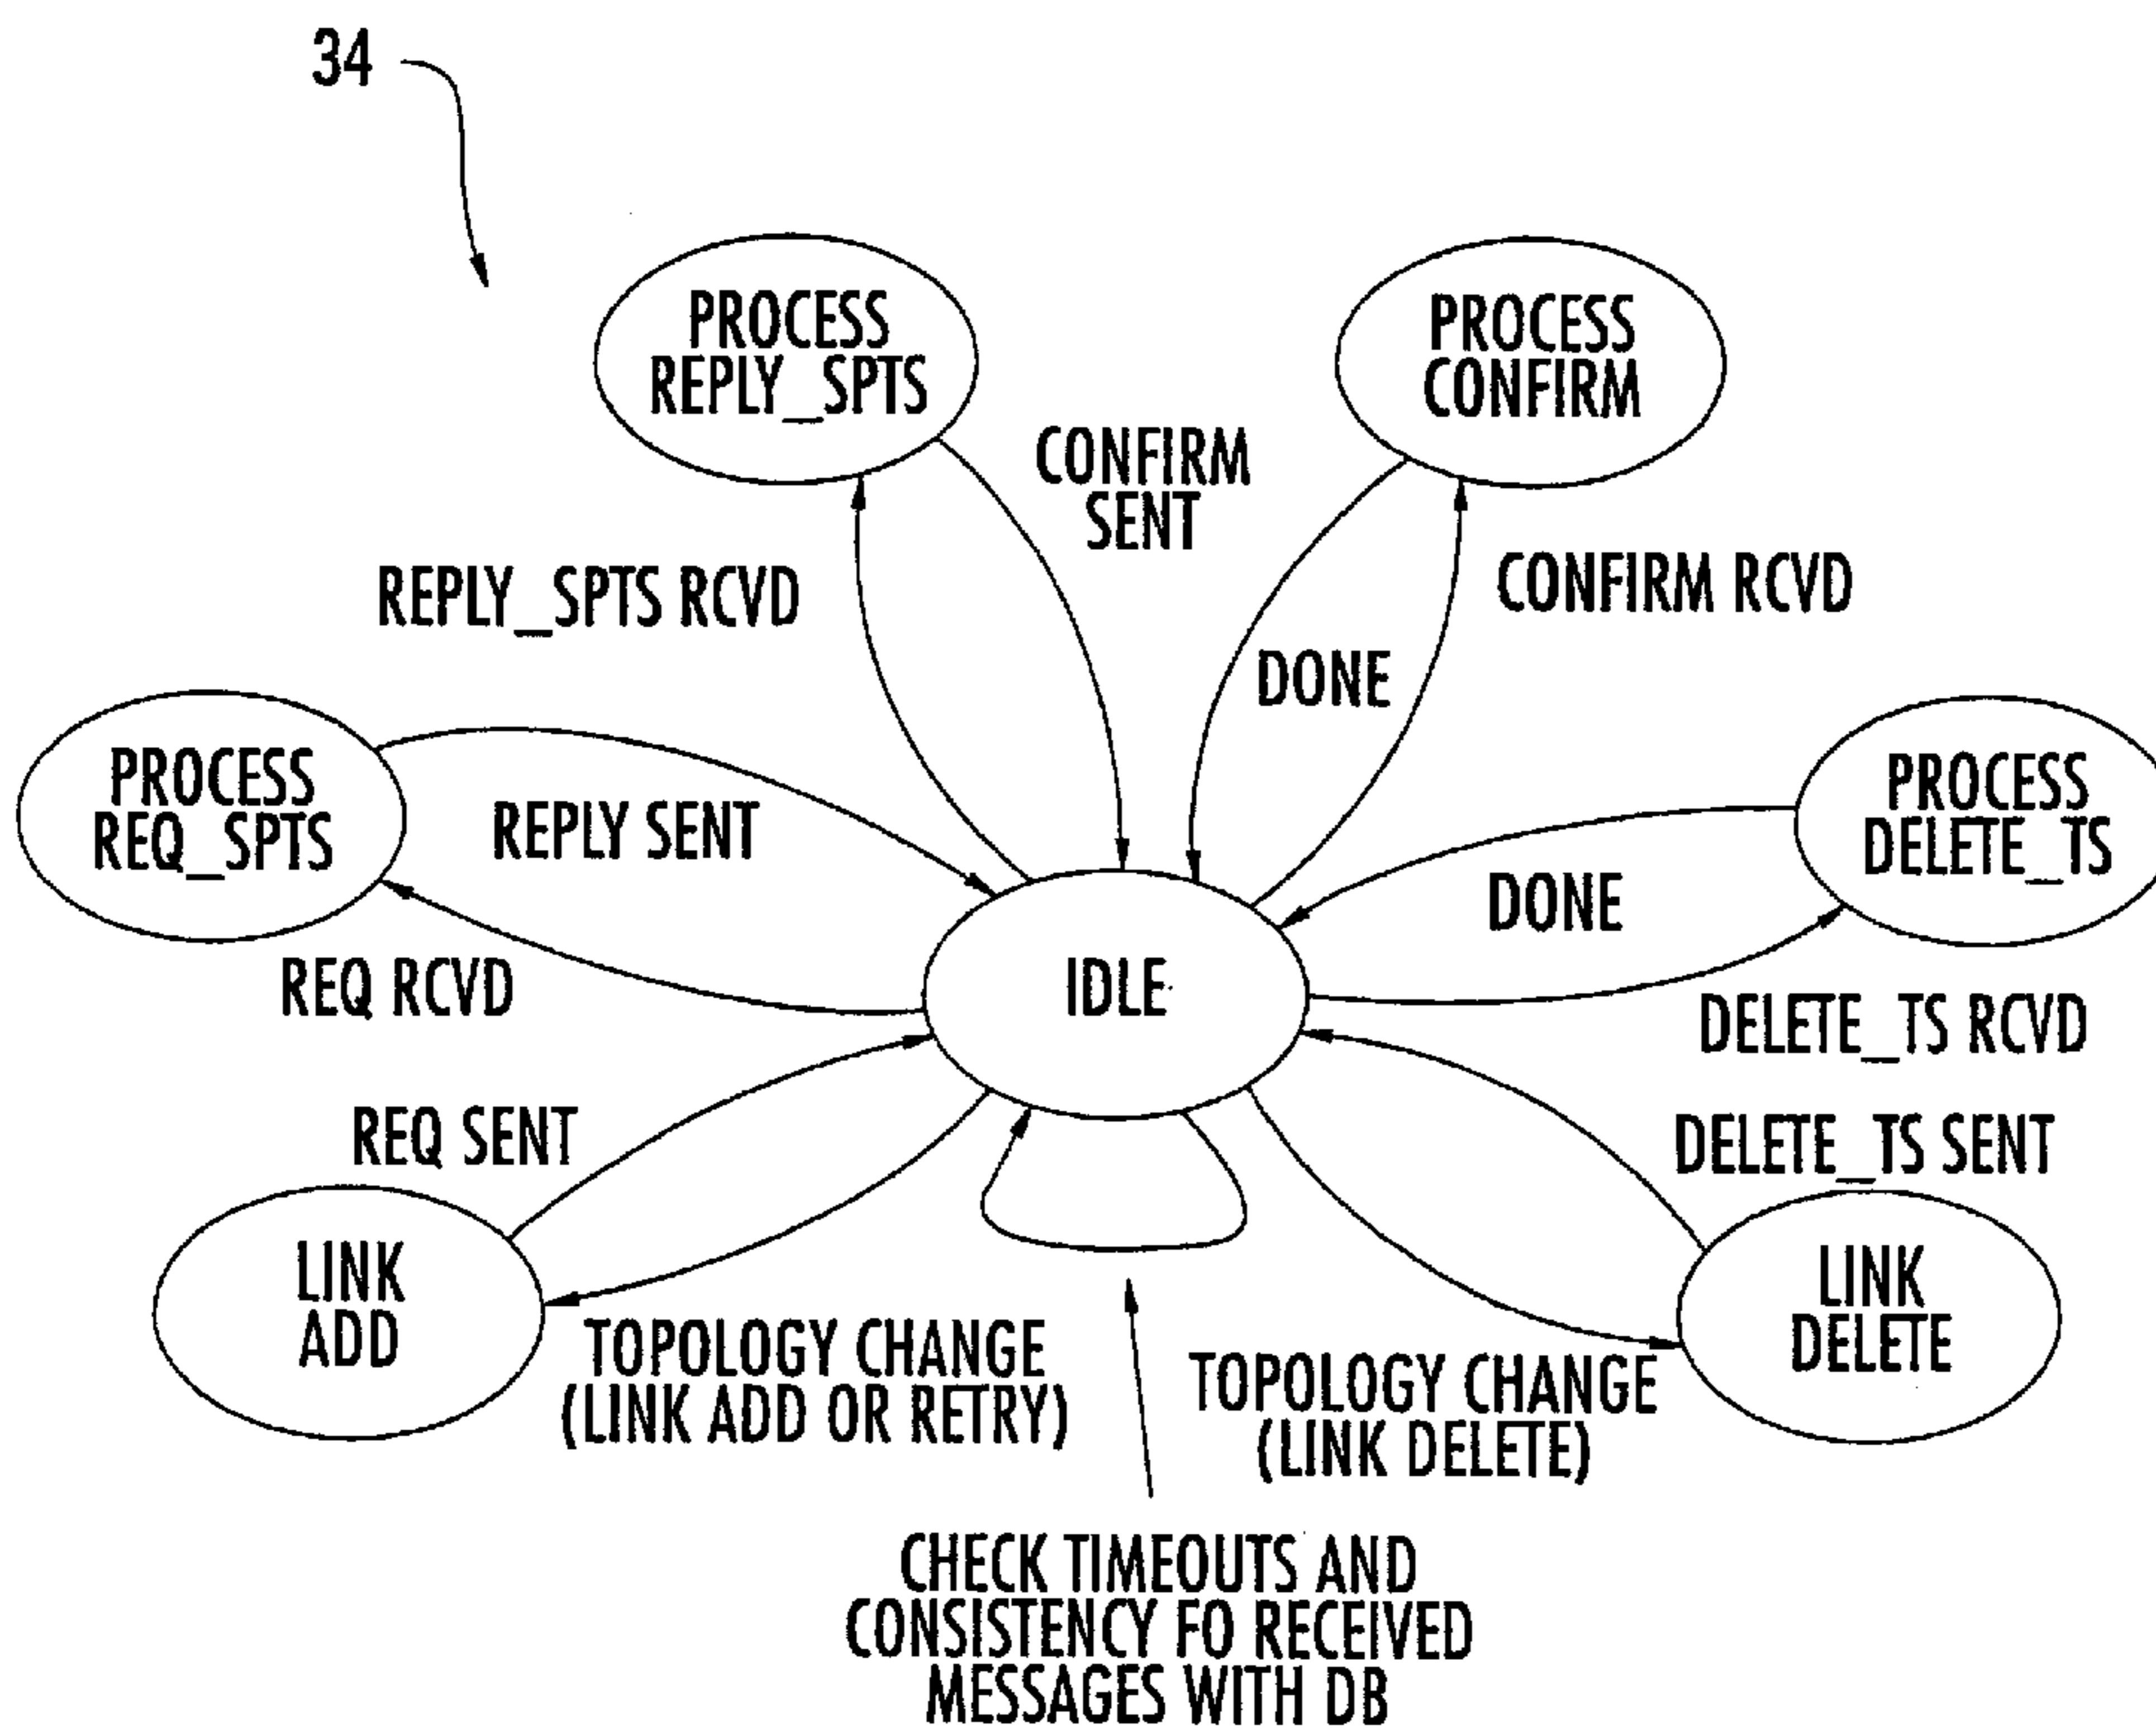 34
PROCESS
REPLY_SPTS
PROCESS
CONFIRM
CONFIRM
SENT
REPLY_SPTS RCVD
CONFIRM RCVD
DONE
PROCESS
REQ_SPTS
REPLY SENT
PROCESS
DELETE_TS
DONE
REQ RCVD
IDLE
DELETE_TS RCVD
REQ SENT
DELETE_TS SENT
LINK
ADD
LINK
DELETE
TOPOLOGY CHANGE
(LINK ADD OR RETRY)
TOPOLOGY CHANGE
(LINK DELETE)
CHECK TIMEOUTS AND
CONSISTENCY FO RECEIVED
MESSAGES WITH DB